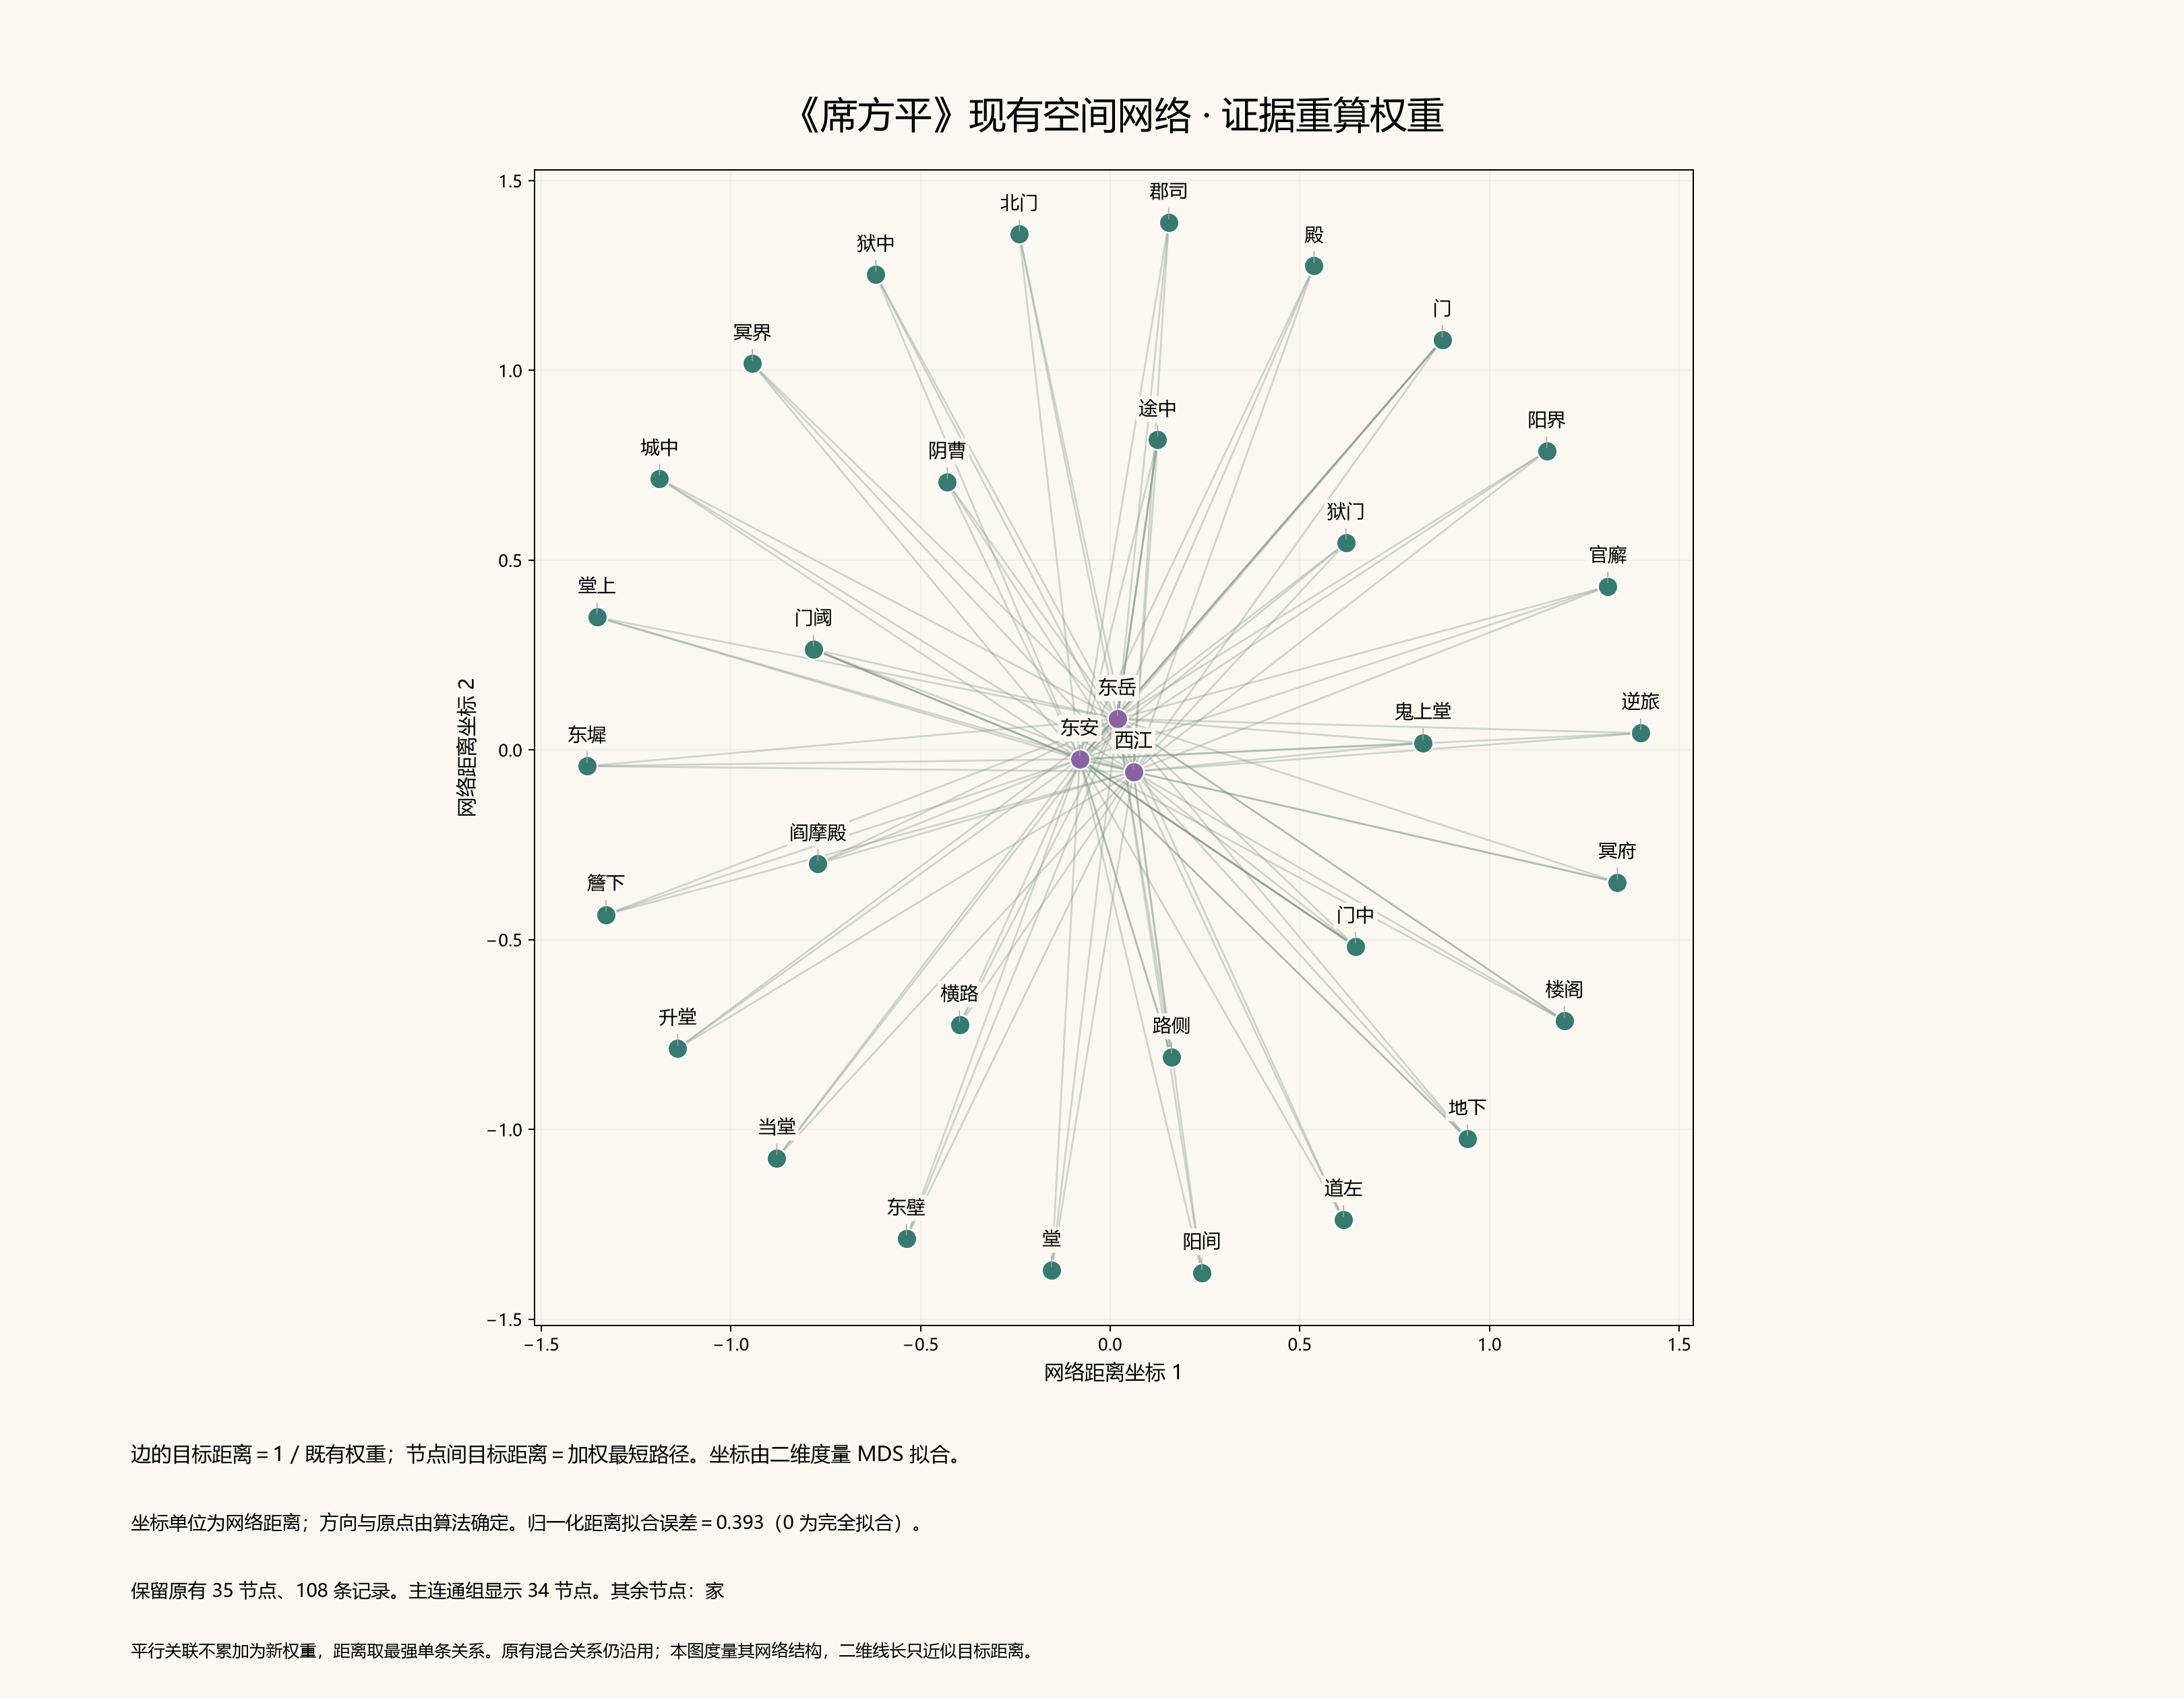 《席方平》现有空间网络 · 证据重算权重
1.5
1.0
0.5
0.0
−0.5
−1.0
−1.5
网络距离坐标 2
郡司
北门
殿
狱中
门
冥界
途中
阳界
城中
阴曹
狱门
官廨
堂上
门阈
东岳
逆旅
鬼上堂
东安
东墀
西江
阎摩殿
冥府
簷下
门中
楼阁
横路
升堂
路侧
地下
当堂
道左
东壁
堂
阳间
−1.5
−1.0
−0.5
0.0
0.5
1.0
1.5
网络距离坐标 1
边的目标距离 = 1 / 既有权重；节点间目标距离 = 加权最短路径。坐标由二维度量 MDS 拟合。
坐标单位为网络距离；方向与原点由算法确定。归一化距离拟合误差 = 0.393（0 为完全拟合）。
保留原有 35 节点、108 条记录。主连通组显示 34 节点。其余节点：家
平行关联不累加为新权重，距离取最强单条关系。原有混合关系仍沿用；本图度量其网络结构，二维线长只近似目标距离。